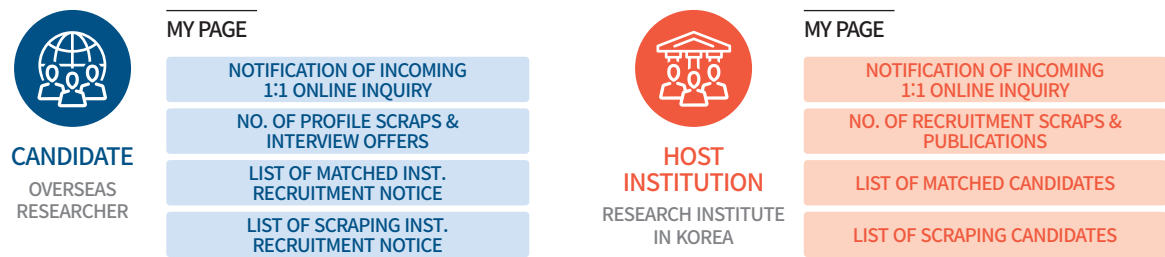 MY PAGE
NOTIFICATION OF INCOMING
1:1 ONLINE INQUIRY
NO. OF PROFILE SCRAPS &
INTERVIEW OFFERS
LIST OF MATCHED INST.
RECRUITMENT NOTICE
LIST OF SCRAPING INST.
RECRUITMENT NOTICE
CANDIDATE
OVERSEAS
RESEARCHER
MY PAGE
NOTIFICATION OF INCOMING
1:1 ONLINE INQUIRY
NO. OF RECRUITMENT SCRAPS &
PUBLICATIONS
LIST OF MATCHED CANDIDATES
LIST OF SCRAPING CANDIDATES
HOST
INSTITUTION
RESEARCH INSTITUTE
IN KOREA